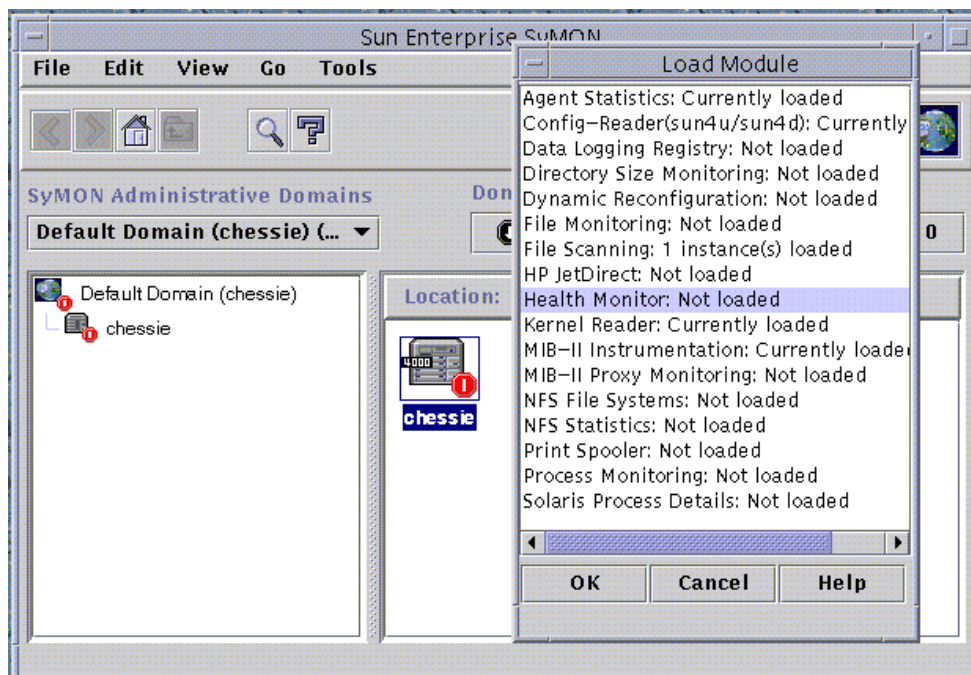 Sun Enterprise SyMON
File Edit View Go Tools
SyMON Administrative Domains
Default Domain (chessie) (...
0
Default Domain (chessie)
chessie
Location:
4000
chessie
Load Module
Agent Statistics: Currently loaded
Config-Reader(sun4u/sun4d): Currently
Data Logging Registry: Not loaded
Directory Size Monitoring: Not loaded
Dynamic Reconfiguration: Not loaded
File Monitoring: Not loaded
File Scanning: 1 instance(s) loaded
HP JetDirect: Not loaded
Health Monitor: Not loaded
Kernel Reader: Currently loaded
MIB-II Instrumentation: Currently loade
MIB-II Proxy Monitoring: Not loaded
NFS File Systems: Not loaded
NFS Statistics: Not loaded
Print Spooler: Not loaded
Process Monitoring: Not loaded
Solaris Process Details: Not loaded
OK Cancel Help